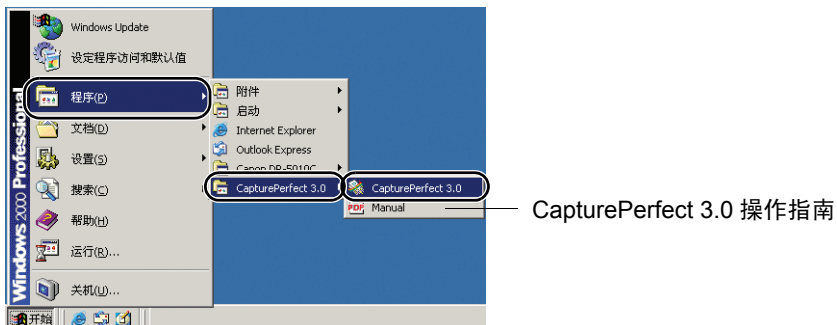 Windows Update
设定程序访问和默认值
程序(P)
文档(D)
设置(S)
搜索(C)
帮助(H)
运行(R)...
关机(U)...
Windows 2000 Professional
开始
附件
启动
Internet Explorer
Outlook Express
Canon DR-5010C
CapturePerfect 3.0
CapturePerfect 3.0
PDF Manual
CapturePerfect 3.0 操作指南